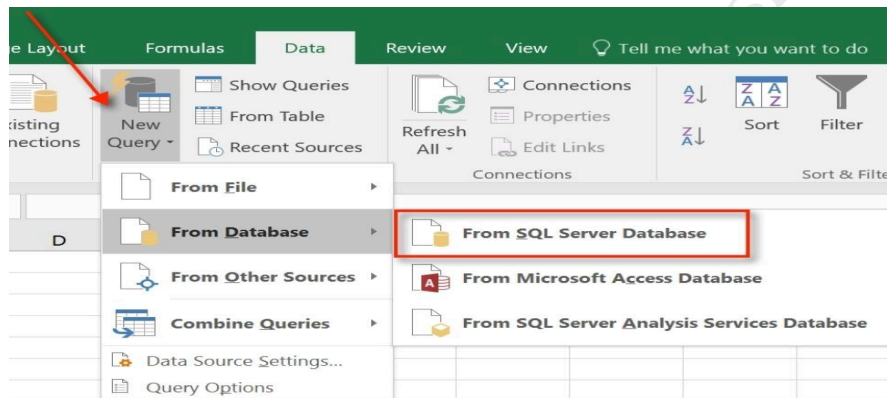 Layout Formulas Data Review View Tell me what you want to do
Show Queries
From Table
Recent Sources
New
Query
Refresh
All
Connections
Properties
Edit Links
Connections
A
Z
Z
A
Z A
A Z
Sort
Filter
Sort & Filte
D
From File
From Database
From Other Sources
Combine Queries
Data Source Settings...
Query Options
From SQL Server Database
A From Microsoft Access Database
From SQL Server Analysis Services Database